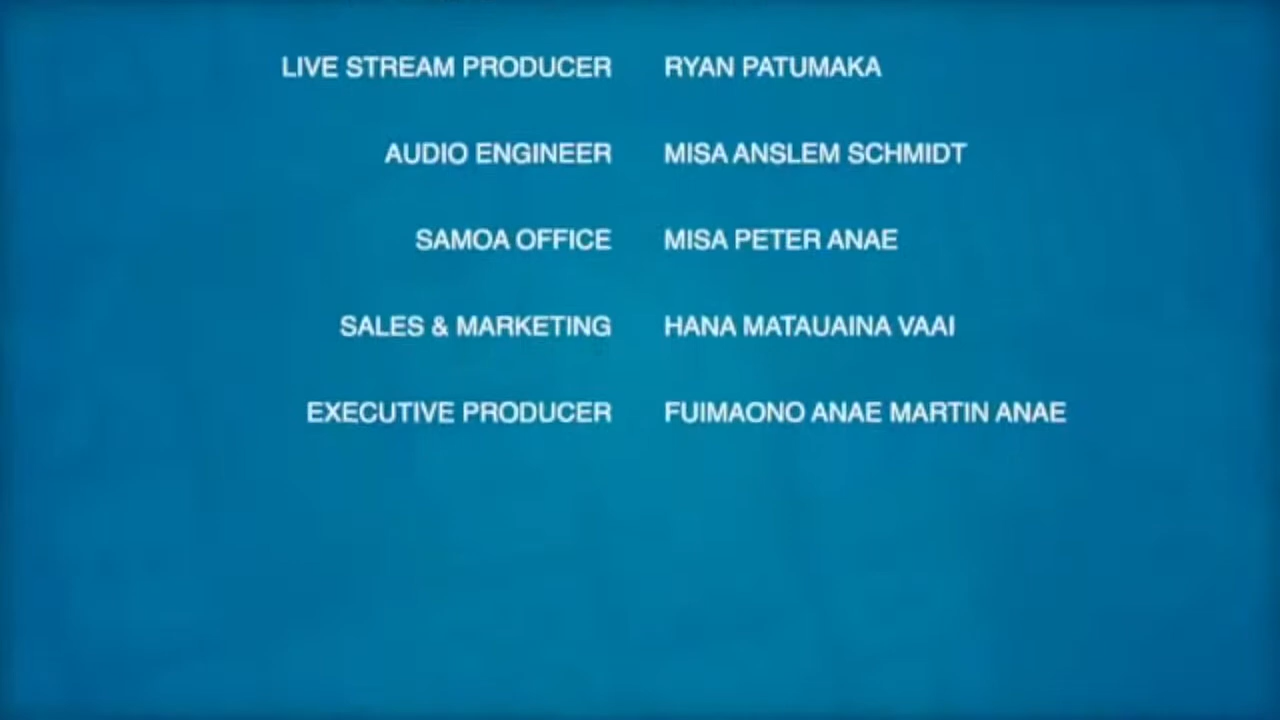 LIVE STREAM PRODUCER RYAN PATUMAKA
AUDIO ENGINEER MISA ANSLEM SCHMIDT
SAMOA OFFICE MISA PETER ANAE
SALES & MARKETING HANA MATAUAINA VAAI
EXECUTIVE PRODUCER FUIMAONO ANAE MARTIN ANAE